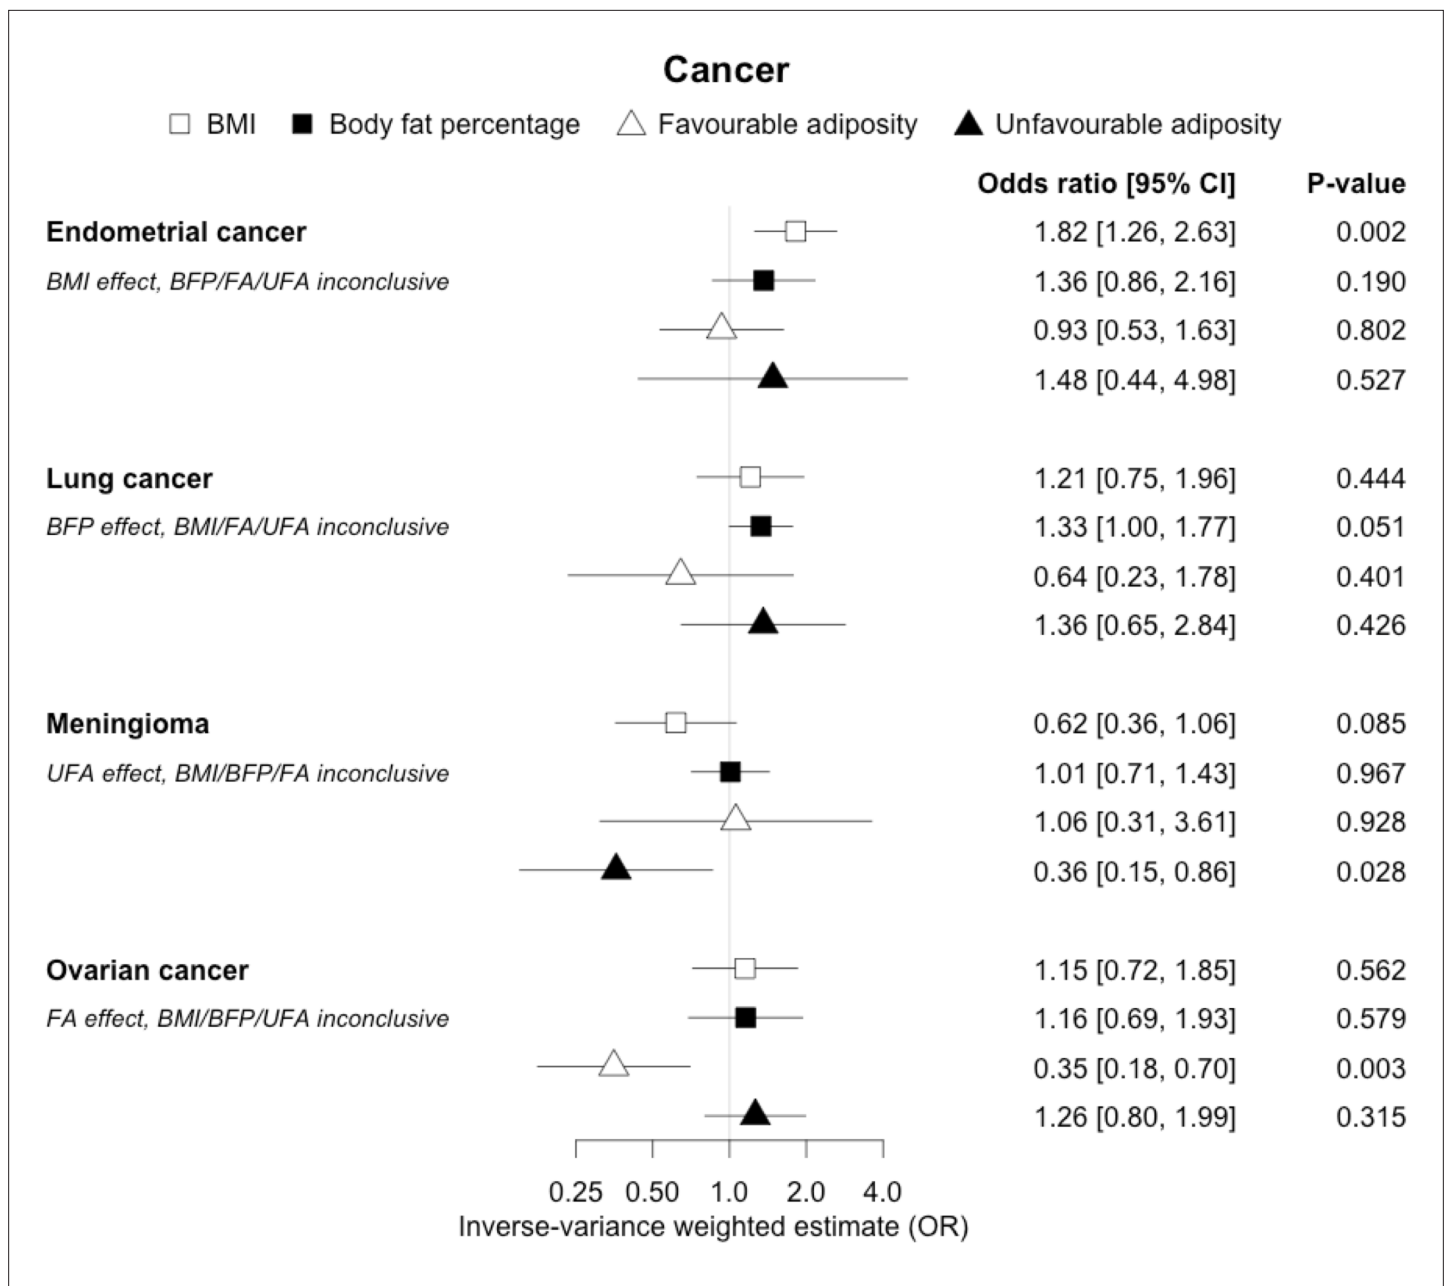 Cancer
BMI Body fat percentage Favourable adiposity Unfavourable adiposity
Odds ratio [95% CI] P-value
Endometrial cancer 1.82 [1.26, 2.63] 0.002
BMI effect, BFP/FA/UFA inconclusive 1.36 [0.86, 2.16] 0.190
0.93 [0.53, 1.63] 0.802
1.48 [0.44, 4.98] 0.527
Lung cancer 1.21 [0.75, 1.96] 0.444
BFP effect, BMI/FA/UFA inconclusive 1.33 [1.00, 1.77] 0.051
0.64 [0.23, 1.78] 0.401
1.36 [0.65, 2.84] 0.426
Meningioma 0.62 [0.36, 1.06] 0.085
UFA effect, BMI/BFP/FA inconclusive 1.01 [0.71, 1.43] 0.967
1.06 [0.31, 3.61] 0.928
0.36 [0.15, 0.86] 0.028
Ovarian cancer 1.15 [0.72, 1.85] 0.562
FA effect, BMI/BFP/UFA inconclusive 1.16 [0.69, 1.93] 0.579
0.35 [0.18, 0.70] 0.003
1.26 [0.80, 1.99] 0.315
0.25 0.50 1.0 2.0 4.0
Inverse-variance weighted estimate (OR)